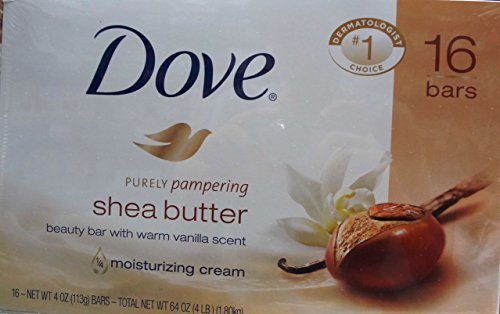 Dove®
DERMATOLOGIST
#1
CHOICE
16
bars
PURELY pampering
shea butter
beauty bar with warm vanilla scent
¼ moisturizing cream
16 – NET WT 4 OZ (113g) BARS – TOTAL NET WT 64 OZ (4 LB) (1.80kg)